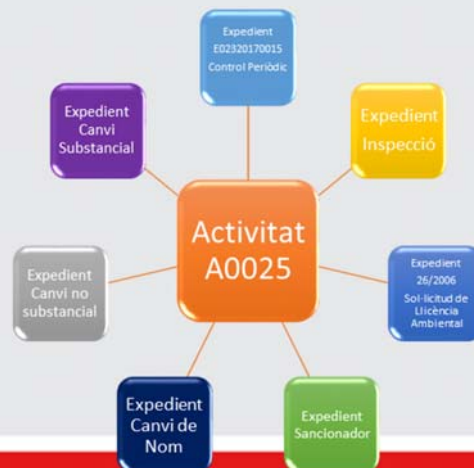 Expedient
E02320170015
Control Periòdic
Expedient
Canvi
Substancial
Expedient
Inspecció
Activitat
A0025
Expedient
Canvi no
substancial
Expedient
26/2006
Sol·licitud de
Llicència
Ambiental
Expedient
Canvi de
Nom
Expedient
Sancionador